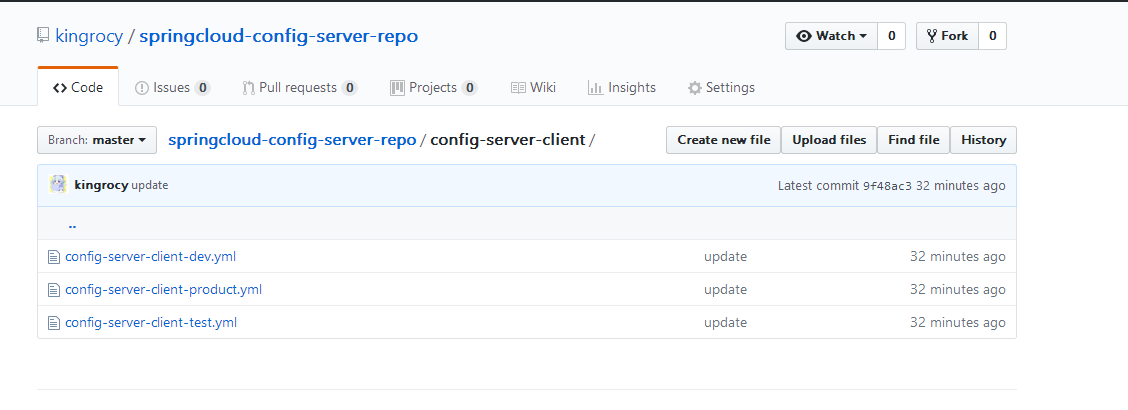 kingrocy / springcloud-config-server-repo
Watch 0 Fork 0
Code Issues 0 Pull requests 0 Projects 0 Wiki Insights Settings
Branch: master springcloud-config-server-repo / config-server-client / Create new file Upload files Find file History
kingrocy update Latest commit 9f48ac3 32 minutes ago
..
config-server-client-dev.yml update 32 minutes ago
config-server-client-product.yml update 32 minutes ago
config-server-client-test.yml update 32 minutes ago